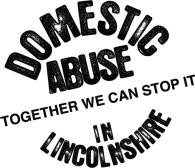 DOMESTIC
ABUSE
TOGETHER WE CAN STOP IT
IN
LINCOLNSHIRE